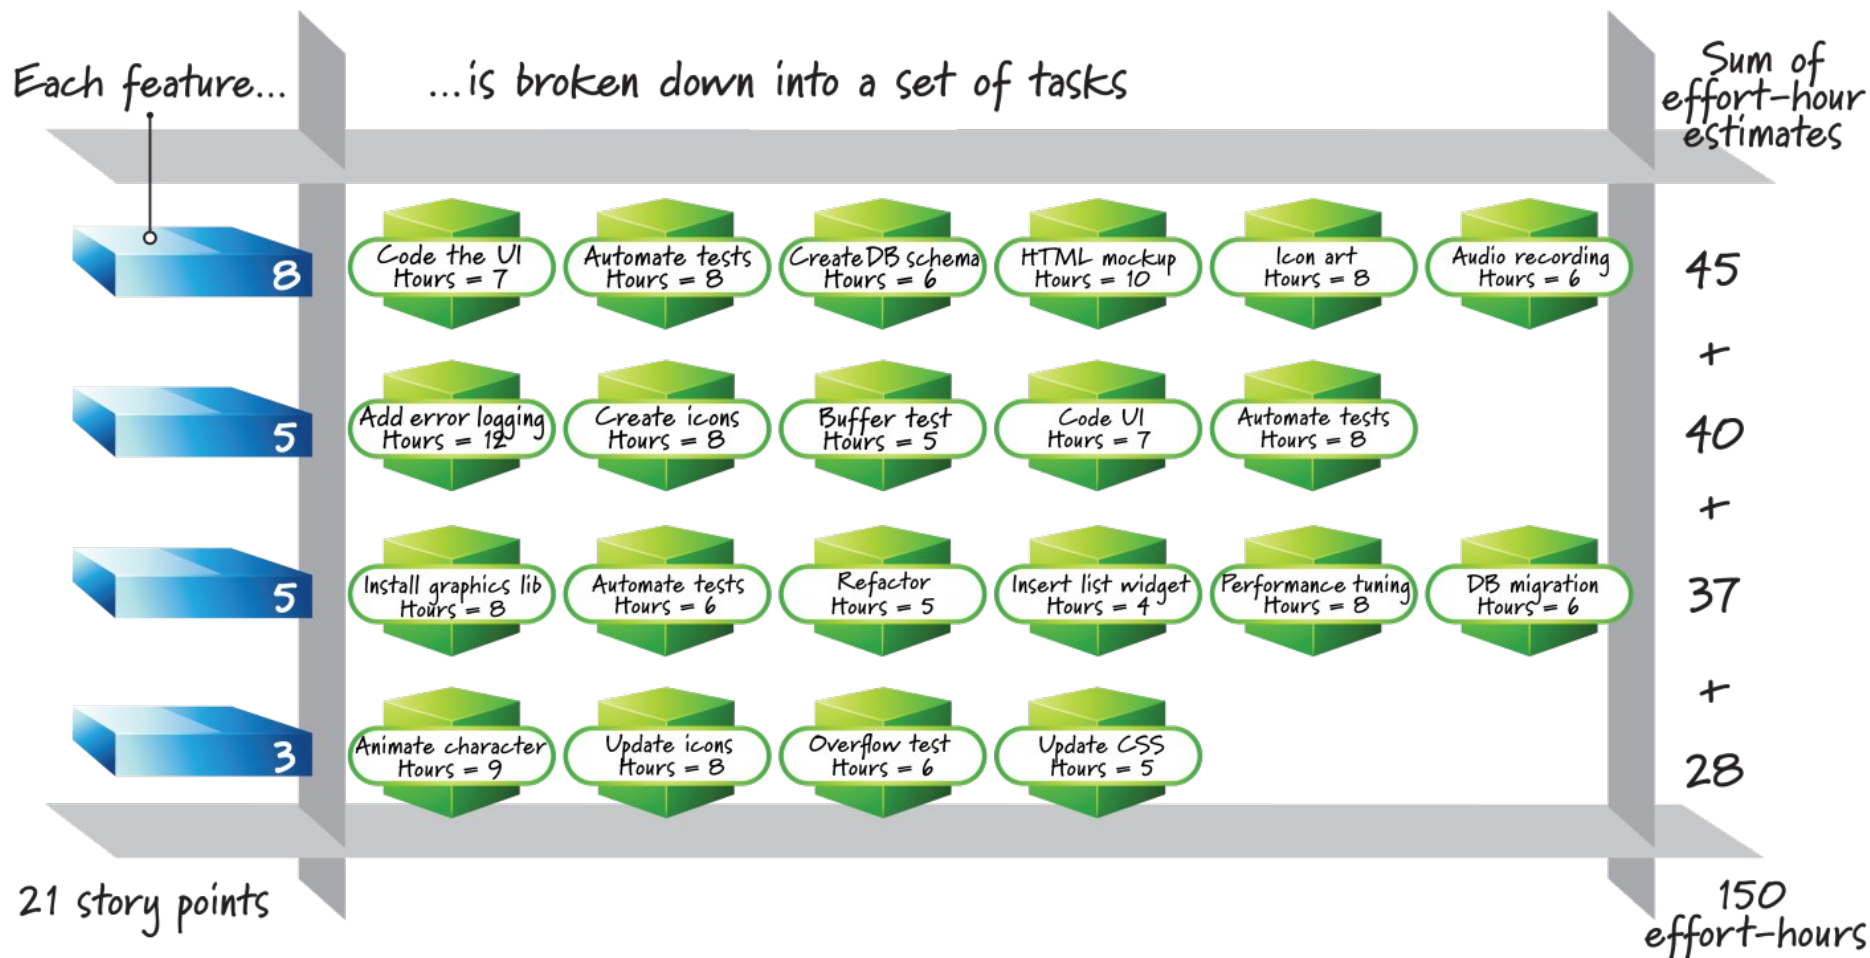 Each feature...
...is broken down into a set of tasks
Sum of
effort-hour
estimates
8
Code the UI
Hours = 7
Automate tests
Hours = 8
Create DB schema
Hours = 6
HTML mockup
Hours = 10
Icon art
Hours = 8
Audio recording
Hours = 6
45
+
5
Add error logging
Hours = 12
Create icons
Hours = 8
Buffer test
Hours = 5
Code UI
Hours = 7
Automate tests
Hours = 8
40
+
5
Install graphics lib
Hours = 8
Automate tests
Hours = 6
Refactor
Hours = 5
Insert list widget
Hours = 4
Performance tuning
Hours = 8
DB migration
Hours = 6
37
+
3
Animate character
Hours = 9
Update icons
Hours = 8
Overflow test
Hours = 6
Update CSS
Hours = 5
28
21 story points
150
effort-hours